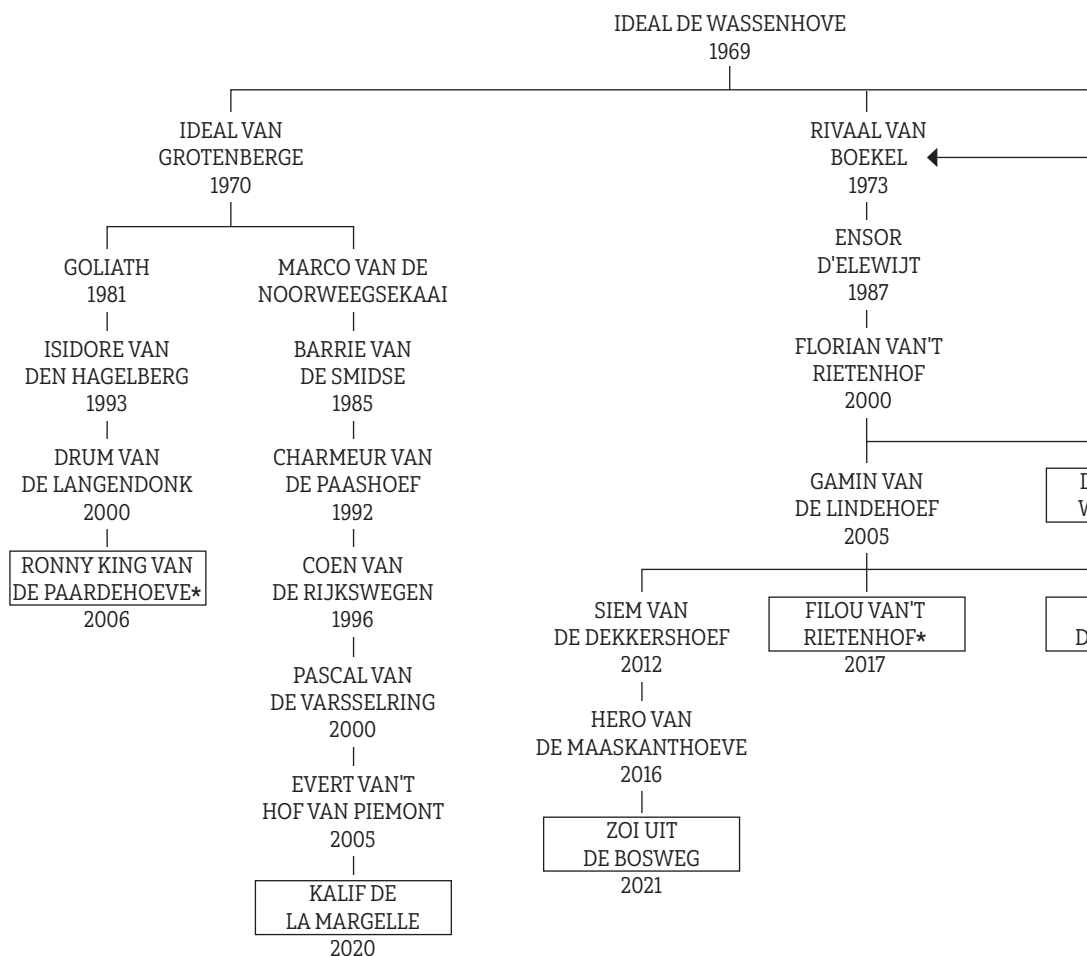 IDEAL DE WASSENHOVE
1969
IDEAL VAN
GROTENBERGE
1970
RIVAAL VAN
BOEKEL
1973
GOLIATH
1981
MARCO VAN DE
NOORWEEGSEKAAI
ENSOR
D'ELEWIJT
1987
ISIDORE VAN
DEN HAGELBERG
1993
BARRIE VAN
DE SMIDSE
1985
FLORIAN VAN'T
RIETENHOF
2000
DRUM VAN
DE LANGENDONK
2000
CHARMEUR VAN
DE PAASHOEF
1992
GAMIN VAN
DE LINDEHOEF
2005
D
W
RONNY KING VAN
DE PAARDEHOEVE*
2006
COEN VAN
DE RIJKSWEGEN
1996
SIEM VAN
DE DEKKERSHOEF
2012
FILOU VAN'T
RIETENHOF*
2017
D
PASCAL VAN
DE VARSSELRING
2000
HERO VAN
DE MAASKANTHOEVE
2016
EVERT VAN'T
HOF VAN PIEMONT
2005
ZOI UIT
DE BOSWEG
2021
KALIF DE
LA MARGELLE
2020